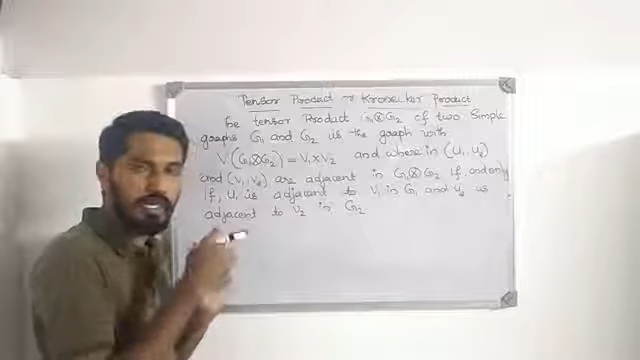 Tensor Product or Kronecker Product
The tensor Product G1⊗G2 of two Simple
graphs G1 and G2 is the graph with
V(G1⊗G2) = V1×V2 and wherein (u1, u2)
and (v1, v2) are adjacent in G1⊗G2 if and only
if, u1 is adjacent to v1 in G1 and u2 is
adjacent to v2 in G2